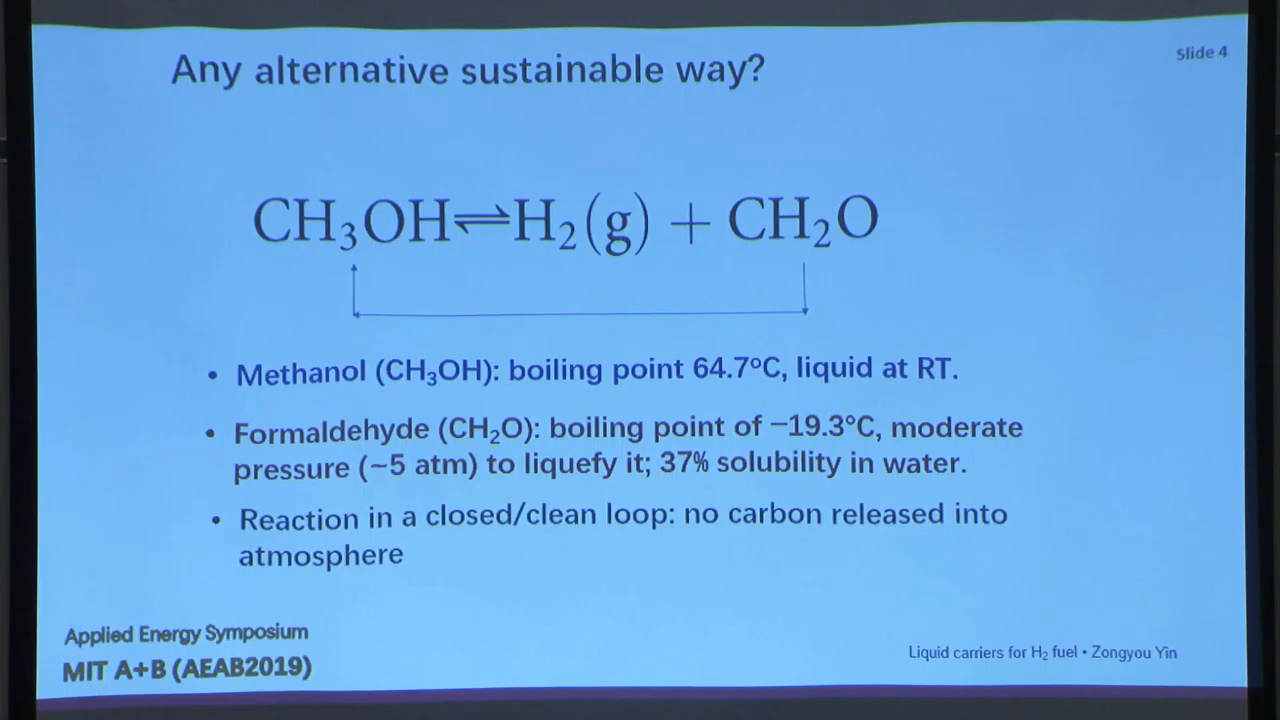 Any alternative sustainable way?
Slide 4
CH₃OH⇌H₂(g) + CH₂O
• Methanol (CH₃OH): boiling point 64.7°C, liquid at RT.
• Formaldehyde (CH₂O): boiling point of −19.3°C, moderate
pressure (~5 atm) to liquefy it; 37% solubility in water.
• Reaction in a closed/clean loop: no carbon released into
atmosphere
Applied Energy Symposium
MIT A+B (AEAB2019)
Liquid carriers for H₂ fuel • Zongyou Yin